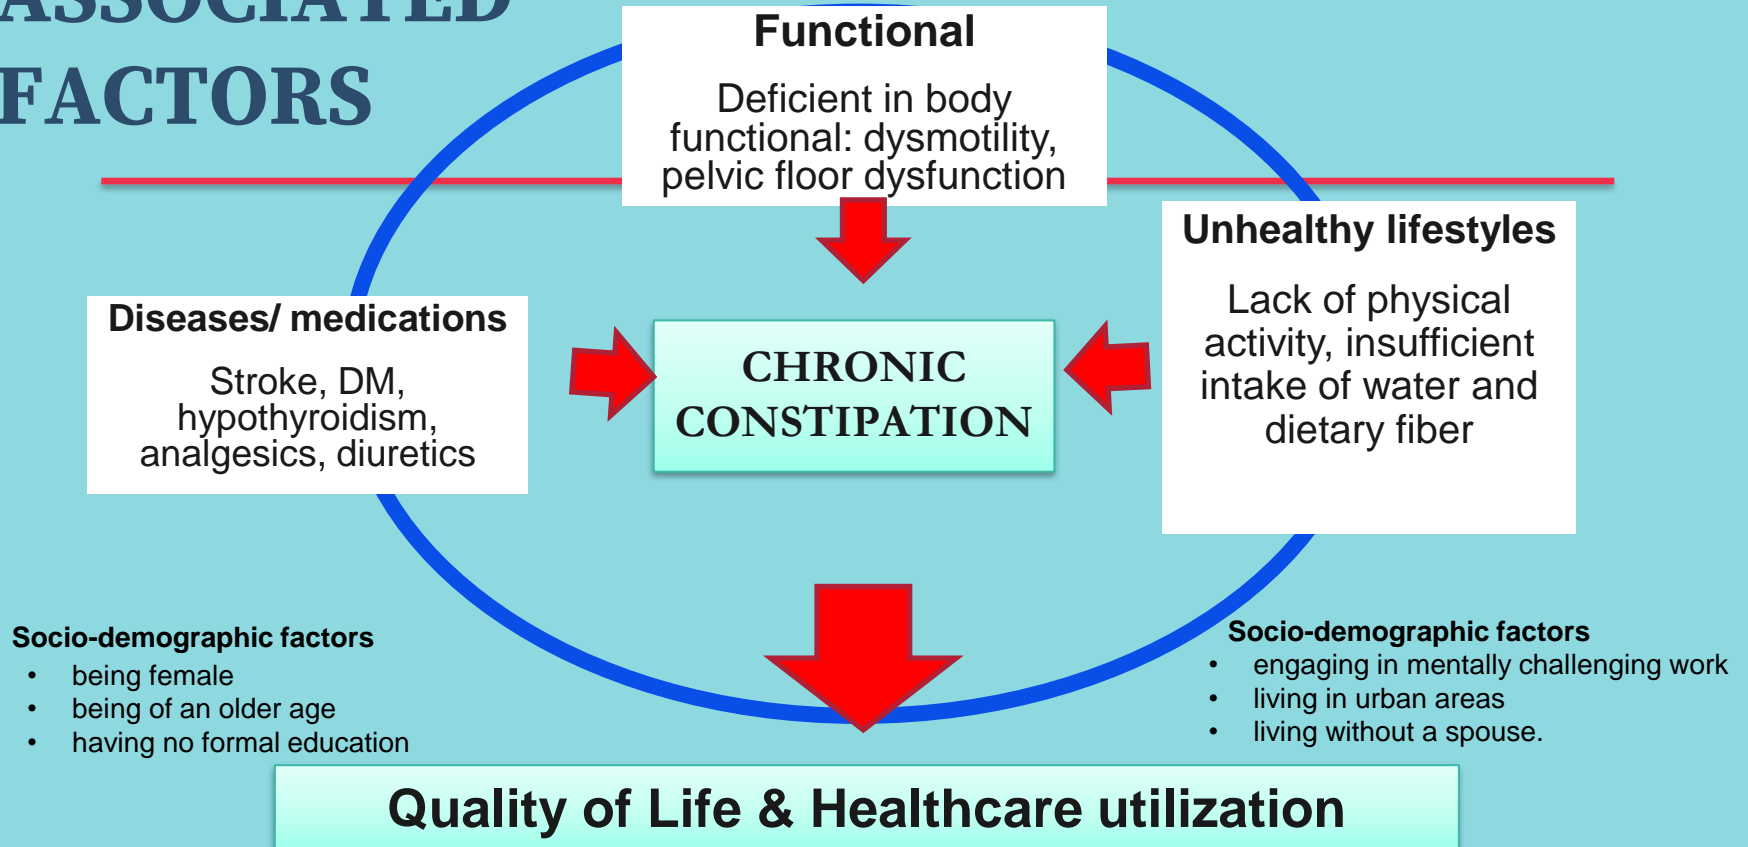 ASSOCIATED
FACTORS
Functional
Deficient in body
functional: dysmotility,
pelvic floor dysfunction
Unhealthy lifestyles
Lack of physical
activity, insufficient
intake of water and
dietary fiber
Diseases/ medications
Stroke, DM,
hypothyroidism,
analgesics, diuretics
CHRONIC
CONSTIPATION
Socio-demographic factors
• being female
• being of an older age
• having no formal education
Socio-demographic factors
• engaging in mentally challenging work
• living in urban areas
• living without a spouse.
Quality of Life & Healthcare utilization